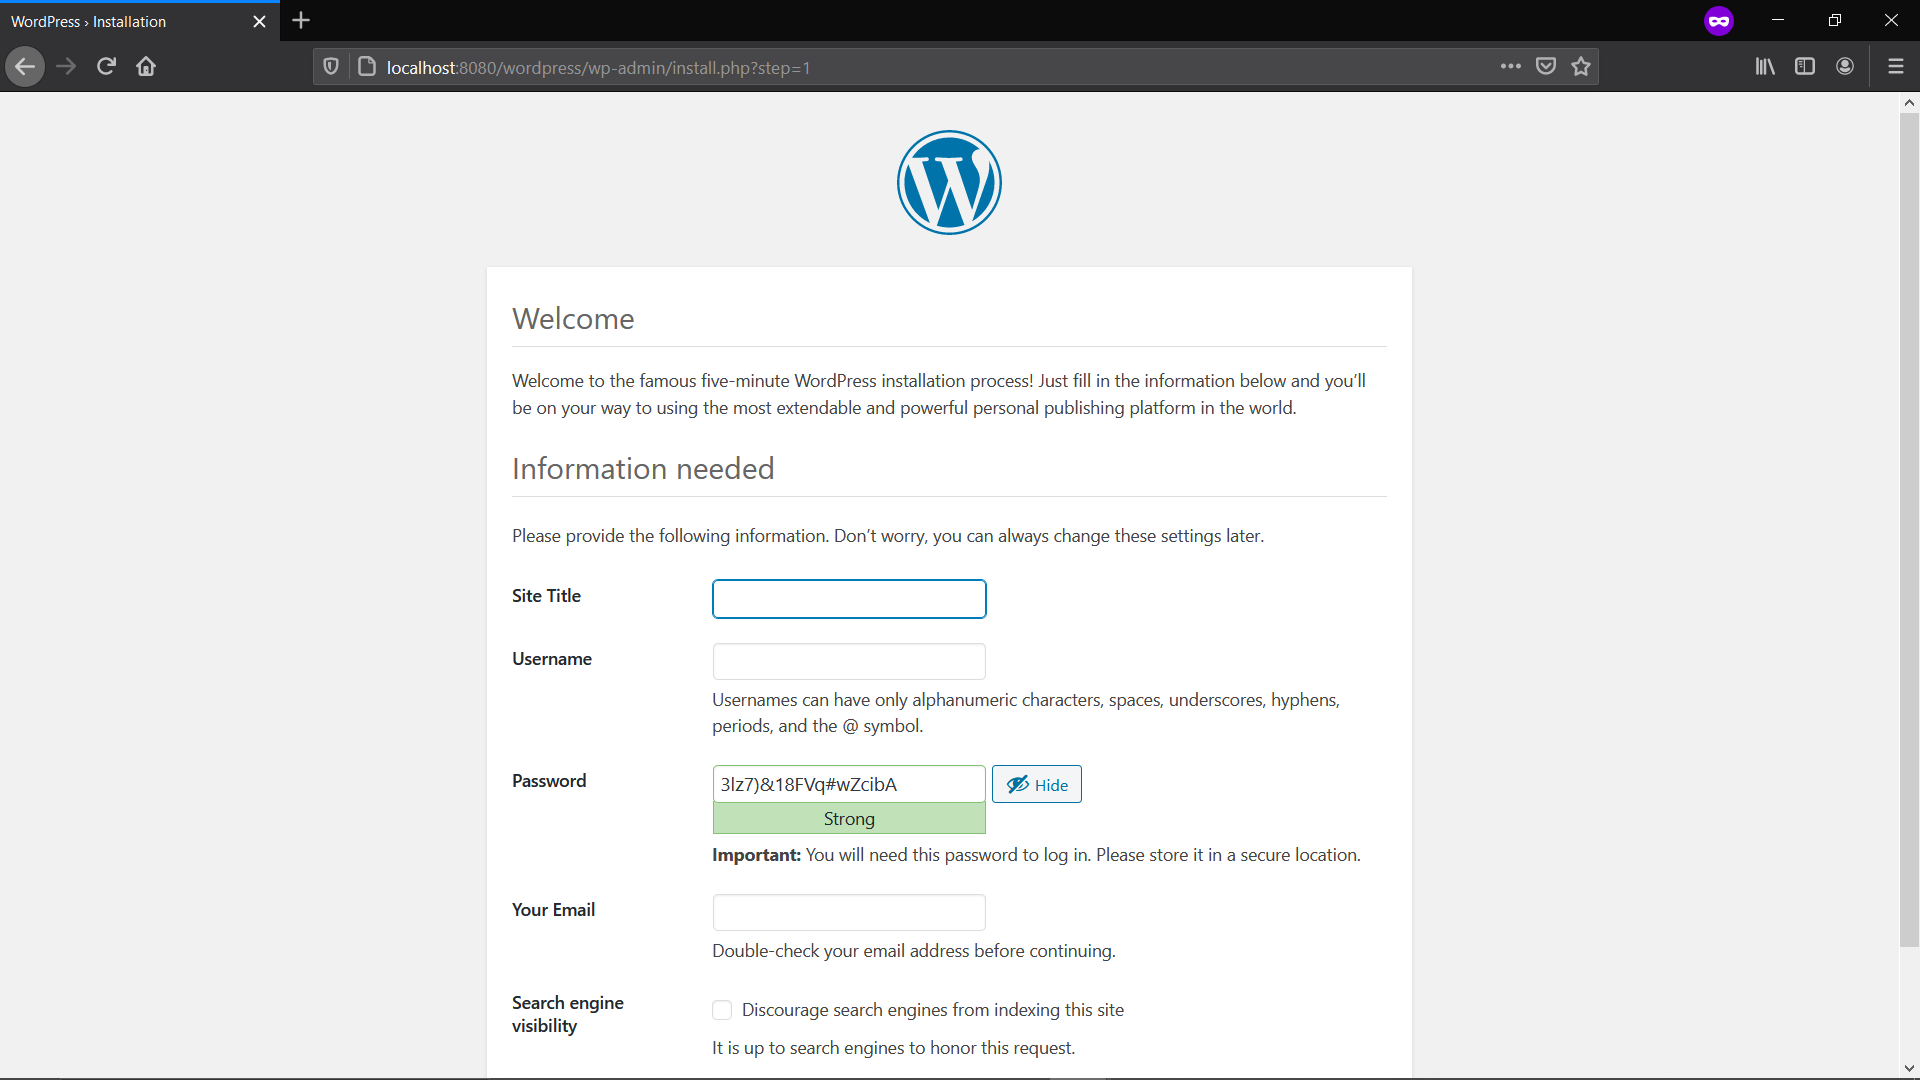 WordPress › Installation
localhost:8080/wordpress/wp-admin/install.php?step=1
Welcome
Welcome to the famous five-minute WordPress installation process! Just fill in the information below and you’ll
be on your way to using the most extendable and powerful personal publishing platform in the world.
Information needed
Please provide the following information. Don’t worry, you can always change these settings later.
Site Title
Username
Usernames can have only alphanumeric characters, spaces, underscores, hyphens,
periods, and the @ symbol.
Password
3lz7)&18FVq#wZcibA
Hide
Strong
Important: You will need this password to log in. Please store it in a secure location.
Your Email
Double-check your email address before continuing.
Search engine
visibility
Discourage search engines from indexing this site
It is up to search engines to honor this request.